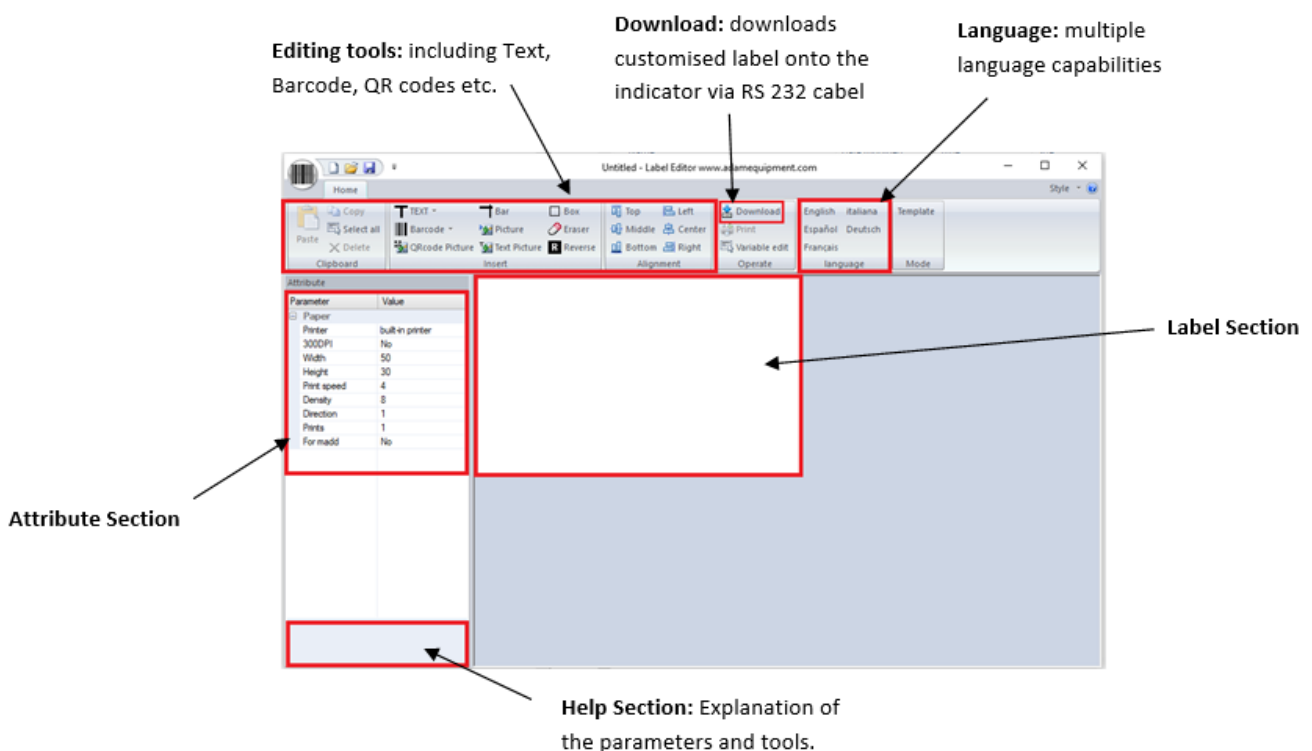 Editing tools: including Text,
Barcode, QR codes etc.
Download: downloads
customised label onto the
indicator via RS 232 cabel
Language: multiple
language capabilities
Untitled - Label Editor www.adamequipment.com
Home
Style
Paste
Copy
Select all
Delete
Clipboard
TEXT
Bar
Box
Barcode
Picture
Eraser
QRcode Picture
Text Picture
Reverse
Insert
Top
Left
Middle
Center
Bottom
Right
Alignment
Download
Print
Variable edit
Operate
English italiana
Español Deutsch
Français
language
Template
Mode
Attribute
Parameter Value
Paper
Printer built-in printer
300DPI No
Width 50
Height 30
Print speed 4
Density 8
Direction 1
Prints 1
For madd No
Label Section
Attribute Section
Help Section: Explanation of
the parameters and tools.